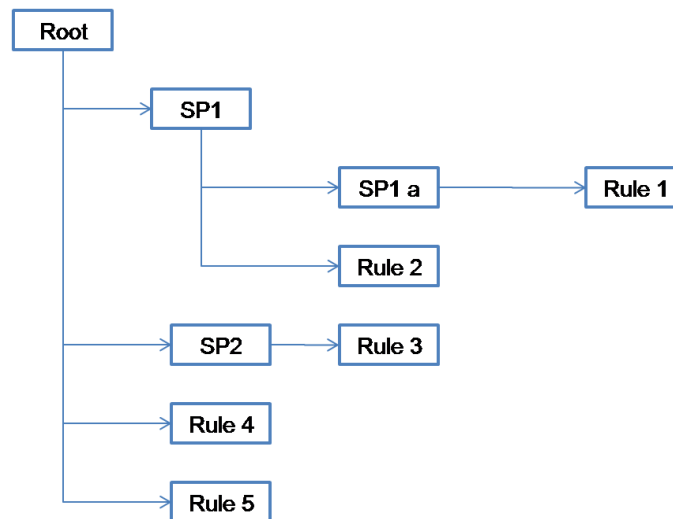 Root
SP1
SP1 a
Rule 1
Rule 2
SP2
Rule 3
Rule 4
Rule 5